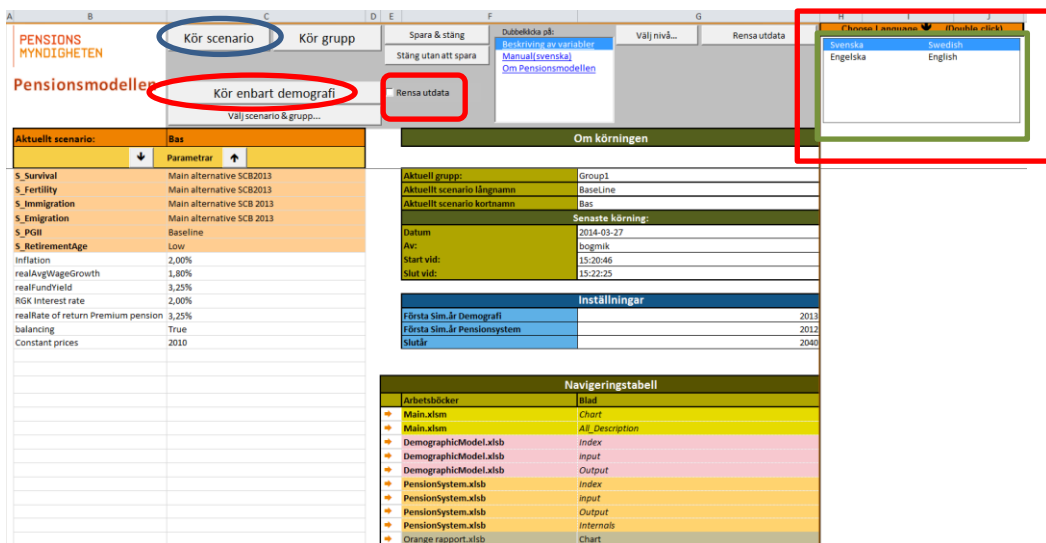 A B C D E F G H I J
PENSIONS
MYNDIGHETEN
Pensionsmodellen
Kör scenario
Kör grupp
Kör enbart demografi
Välj scenario & grupp...
Spara & stäng
Stäng utan att spara
Rensa utdata
Dubbelklicka på:
Beskriving av variabler
Manual(svenska)
Om Pensionsmodellen
Välj nivå...
Rensa utdata
Choose Language (Double click)
Svenska Swedish
Engelska English
Aktuellt scenario: Bas
Parametrar
S_Survival Main alternative SCB2013
S_Fertility Main alternative SCB2013
S_Immigration Main alternative SCB 2013
S_Emigration Main alternative SCB 2013
S_PGII Baseline
S_RetirementAge Low
Inflation 2,00%
realAvgWageGrowth 1,80%
realFundYield 3,25%
RGK Interest rate 2,00%
realRate of return Premium pension 3,25%
balancing True
Constant prices 2010
Om körningen
Aktuell grupp: Group1
Aktuellt scenario långnamn BaseLine
Aktuellt scenario kortnamn Bas
Senaste körning:
Datum 2014-03-27
Av: bogmik
Start vid: 15:20:46
Slut vid: 15:22:25
Inställningar
Första Sim.år Demografi 2013
Första Sim.år Pensionsystem 2012
Slutår 2040
Navigeringstabell
Arbetsböcker Blad
Main.xlsm Chart
Main.xlsm All_Description
DemographicModel.xlsb Index
DemographicModel.xlsb input
DemographicModel.xlsb Output
PensionSystem.xlsb Index
PensionSystem.xlsb input
PensionSystem.xlsb Output
PensionSystem.xlsb Internals
Orange rapport.xlsb Chart